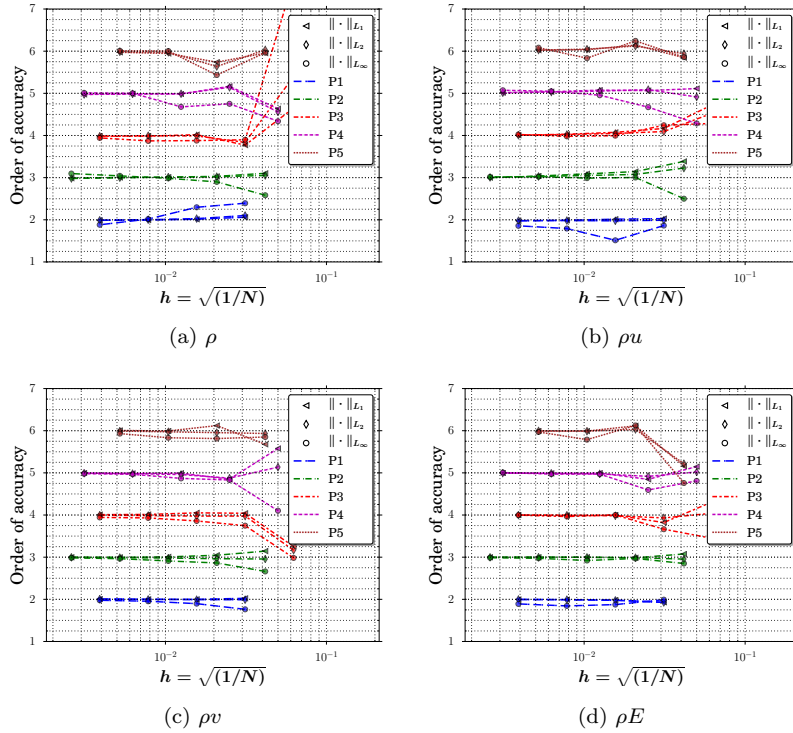 7
6
5
4
3
2
1
Order of accuracy
10⁻²
10⁻¹
h = √(1/N)
‖ · ‖L₁
‖ · ‖L₂
‖ · ‖L∞
P1
P2
P3
P4
P5
(a) ρ
7
6
5
4
3
2
1
Order of accuracy
10⁻²
10⁻¹
h = √(1/N)
‖ · ‖L₁
‖ · ‖L₂
‖ · ‖L∞
P1
P2
P3
P4
P5
(b) ρu
7
6
5
4
3
2
1
Order of accuracy
10⁻²
10⁻¹
h = √(1/N)
‖ · ‖L₁
‖ · ‖L₂
‖ · ‖L∞
P1
P2
P3
P4
P5
(c) ρv
7
6
5
4
3
2
1
Order of accuracy
10⁻²
10⁻¹
h = √(1/N)
‖ · ‖L₁
‖ · ‖L₂
‖ · ‖L∞
P1
P2
P3
P4
P5
(d) ρE